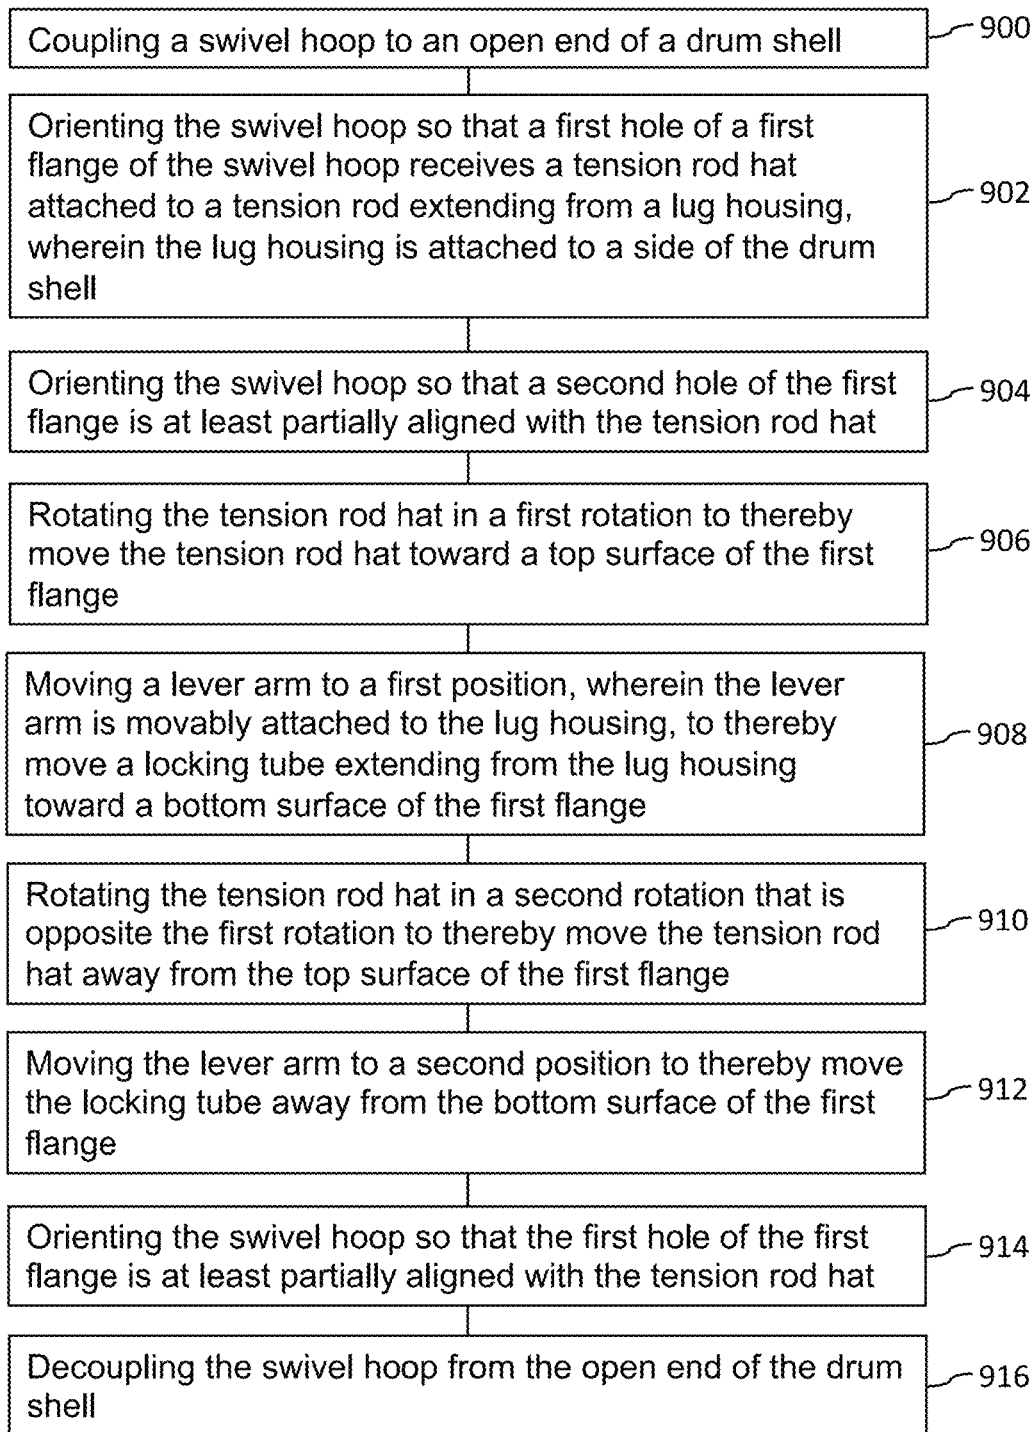 Coupling a swivel hoop to an open end of a drum shell
900
Orienting the swivel hoop so that a first hole of a first
flange of the swivel hoop receives a tension rod hat
attached to a tension rod extending from a lug housing,
wherein the lug housing is attached to a side of the drum
shell
902
Orienting the swivel hoop so that a second hole of the first
flange is at least partially aligned with the tension rod hat
904
Rotating the tension rod hat in a first rotation to thereby
move the tension rod hat toward a top surface of the first
flange
906
Moving a lever arm to a first position, wherein the lever
arm is movably attached to the lug housing, to thereby
move a locking tube extending from the lug housing
toward a bottom surface of the first flange
908
Rotating the tension rod hat in a second rotation that is
opposite the first rotation to thereby move the tension rod
hat away from the top surface of the first flange
910
Moving the lever arm to a second position to thereby move
the locking tube away from the bottom surface of the first
flange
912
Orienting the swivel hoop so that the first hole of the first
flange is at least partially aligned with the tension rod hat
914
Decoupling the swivel hoop from the open end of the drum
shell
916